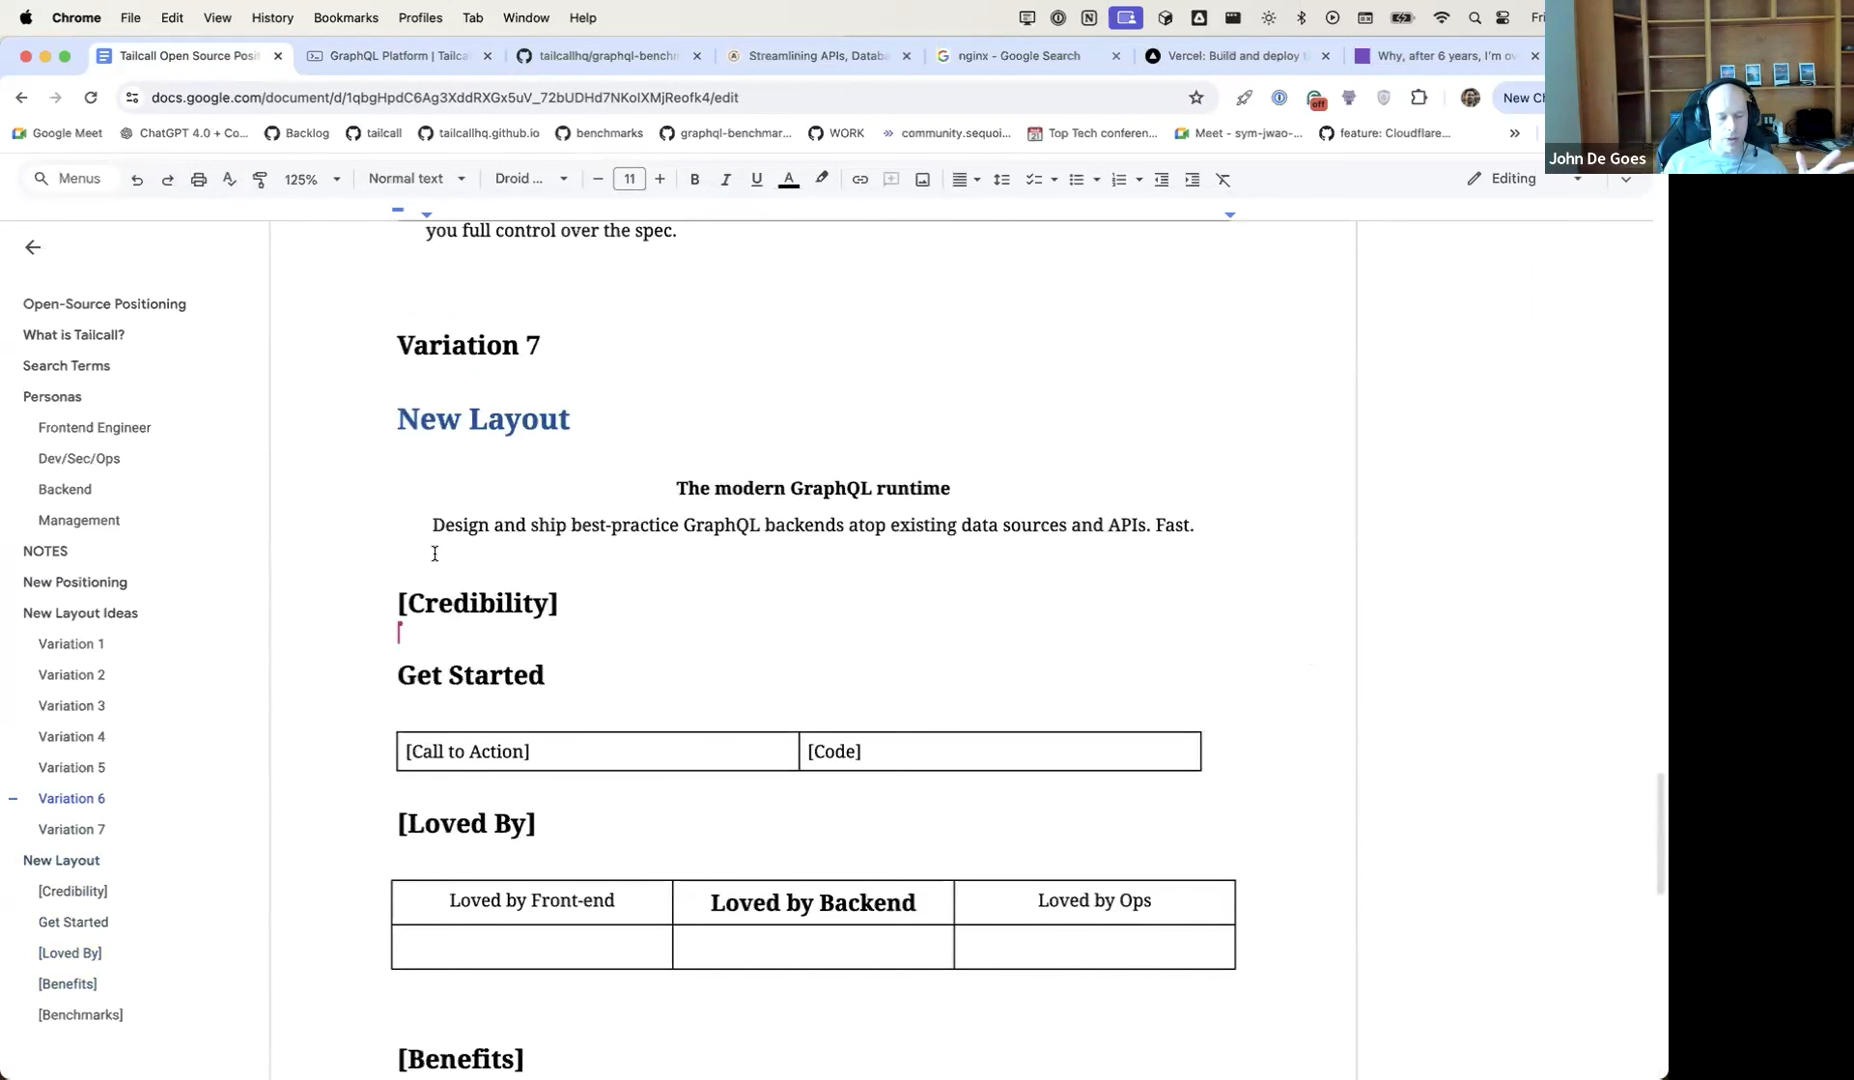 Chrome File Edit View History Bookmarks Profiles Tab Window Help
Tailcall Open Source Posi GraphQL Platform | Tailca tailcallhq/graphql-benchm Streamlining APIs, Databa nginx - Google Search Vercel: Build and deploy t Why, after 6 years, I'm ov
docs.google.com/document/d/1qbgHpdC6Ag3XddRXGx5uV_72bUDHd7NKolXMjReofk4/edit
off
New Ch
Google Meet ChatGPT 4.0 + Co... Backlog tailcall tailcallhq.github.io benchmarks graphql-benchmar... WORK community.sequoi... Top Tech conferen... Meet - sym-jwao-... feature: Cloudflare...
John De Goes
Menus 125% Normal text Droid ... 11 B I U A Editing
you full control over the spec.
Open-Source Positioning
What is Tailcall?
Search Terms
Personas
Frontend Engineer
Dev/Sec/Ops
Backend
Management
NOTES
New Positioning
New Layout Ideas
Variation 1
Variation 2
Variation 3
Variation 4
Variation 5
Variation 6
Variation 7
New Layout
[Credibility]
Get Started
[Loved By]
[Benefits]
[Benchmarks]
Variation 7
New Layout
The modern GraphQL runtime
Design and ship best-practice GraphQL backends atop existing data sources and APIs. Fast.
[Credibility]
Get Started
[Call to Action] [Code]
[Loved By]
Loved by Front-end Loved by Backend Loved by Ops
[Benefits]